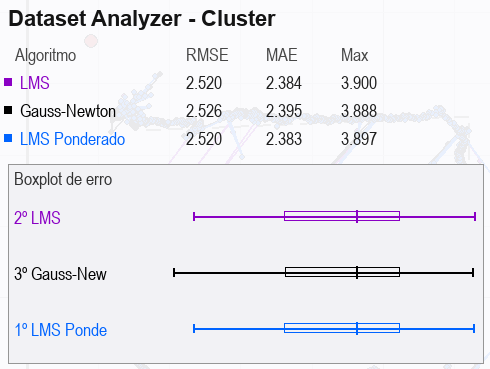 Dataset Analyzer - Cluster
Algoritmo RMSE MAE Max
LMS 2.520 2.384 3.900
Gauss-Newton 2.526 2.395 3.888
LMS Ponderado 2.520 2.383 3.897
Boxplot de erro
2º LMS
3º Gauss-New
1º LMS Ponde